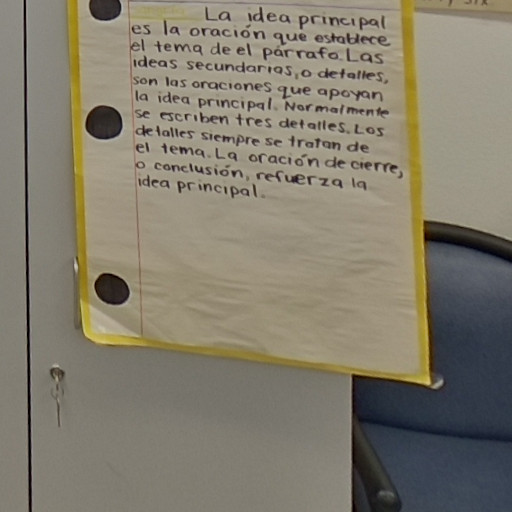 La idea principal
es la oración que establece
el tema de el párrafo. Las
ideas secundarias, o detalles,
son las oraciones que apoyan
la idea principal. Normalmente
se escriben tres detalles. Los
detalles siempre se tratan de
el tema. La oración de cierre,
o conclusión, refuerza la
idea principal.